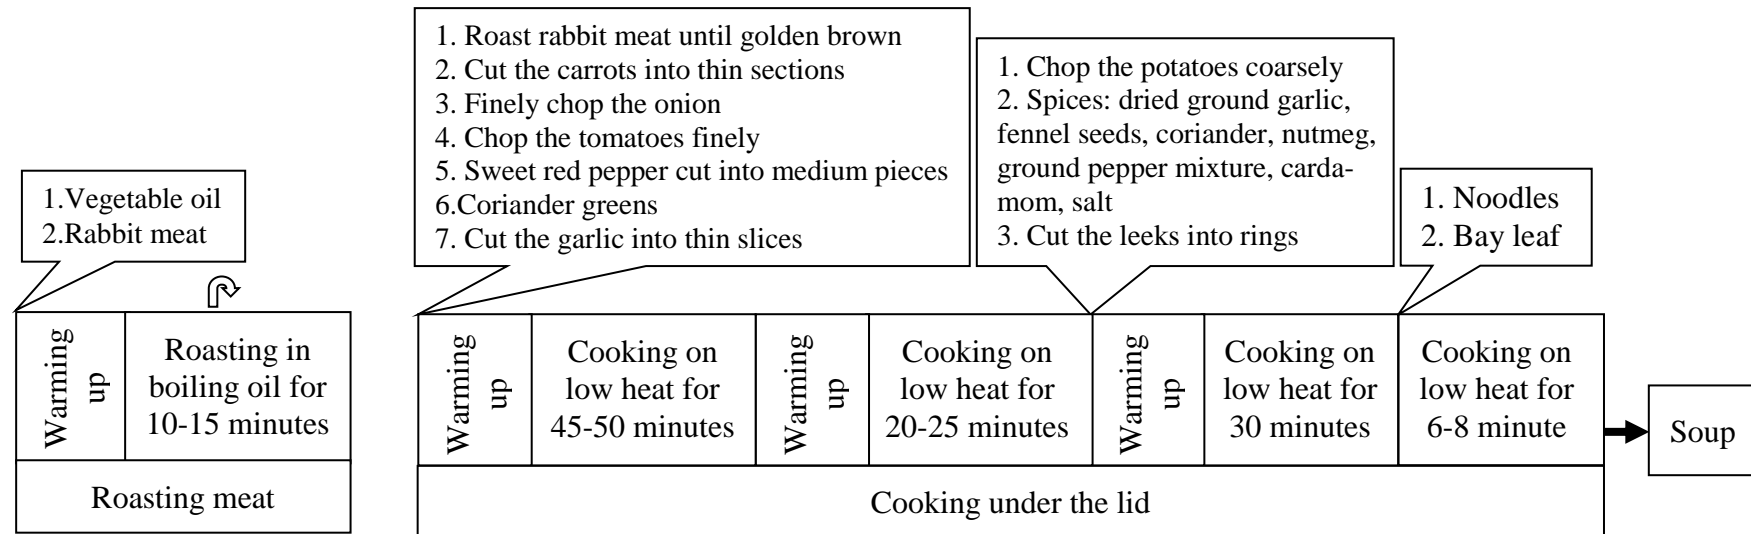 1. Roast rabbit meat until golden brown
2. Cut the carrots into thin sections
3. Finely chop the onion
4. Chop the tomatoes finely
5. Sweet red pepper cut into medium pieces
6.Coriander greens
7. Cut the garlic into thin slices
1. Chop the potatoes coarsely
2. Spices: dried ground garlic,
fennel seeds, coriander, nutmeg,
ground pepper mixture, carda-
mom, salt
3. Cut the leeks into rings
1.Vegetable oil
2.Rabbit meat
1. Noodles
2. Bay leaf
Warming
up
Roasting in
boiling oil for
10-15 minutes
Roasting meat
Warming
up
Cooking on
low heat for
45-50 minutes
Warming
up
Cooking on
low heat for
20-25 minutes
Warming
up
Cooking on
low heat for
30 minutes
Cooking on
low heat for
6-8 minute
Cooking under the lid
Soup